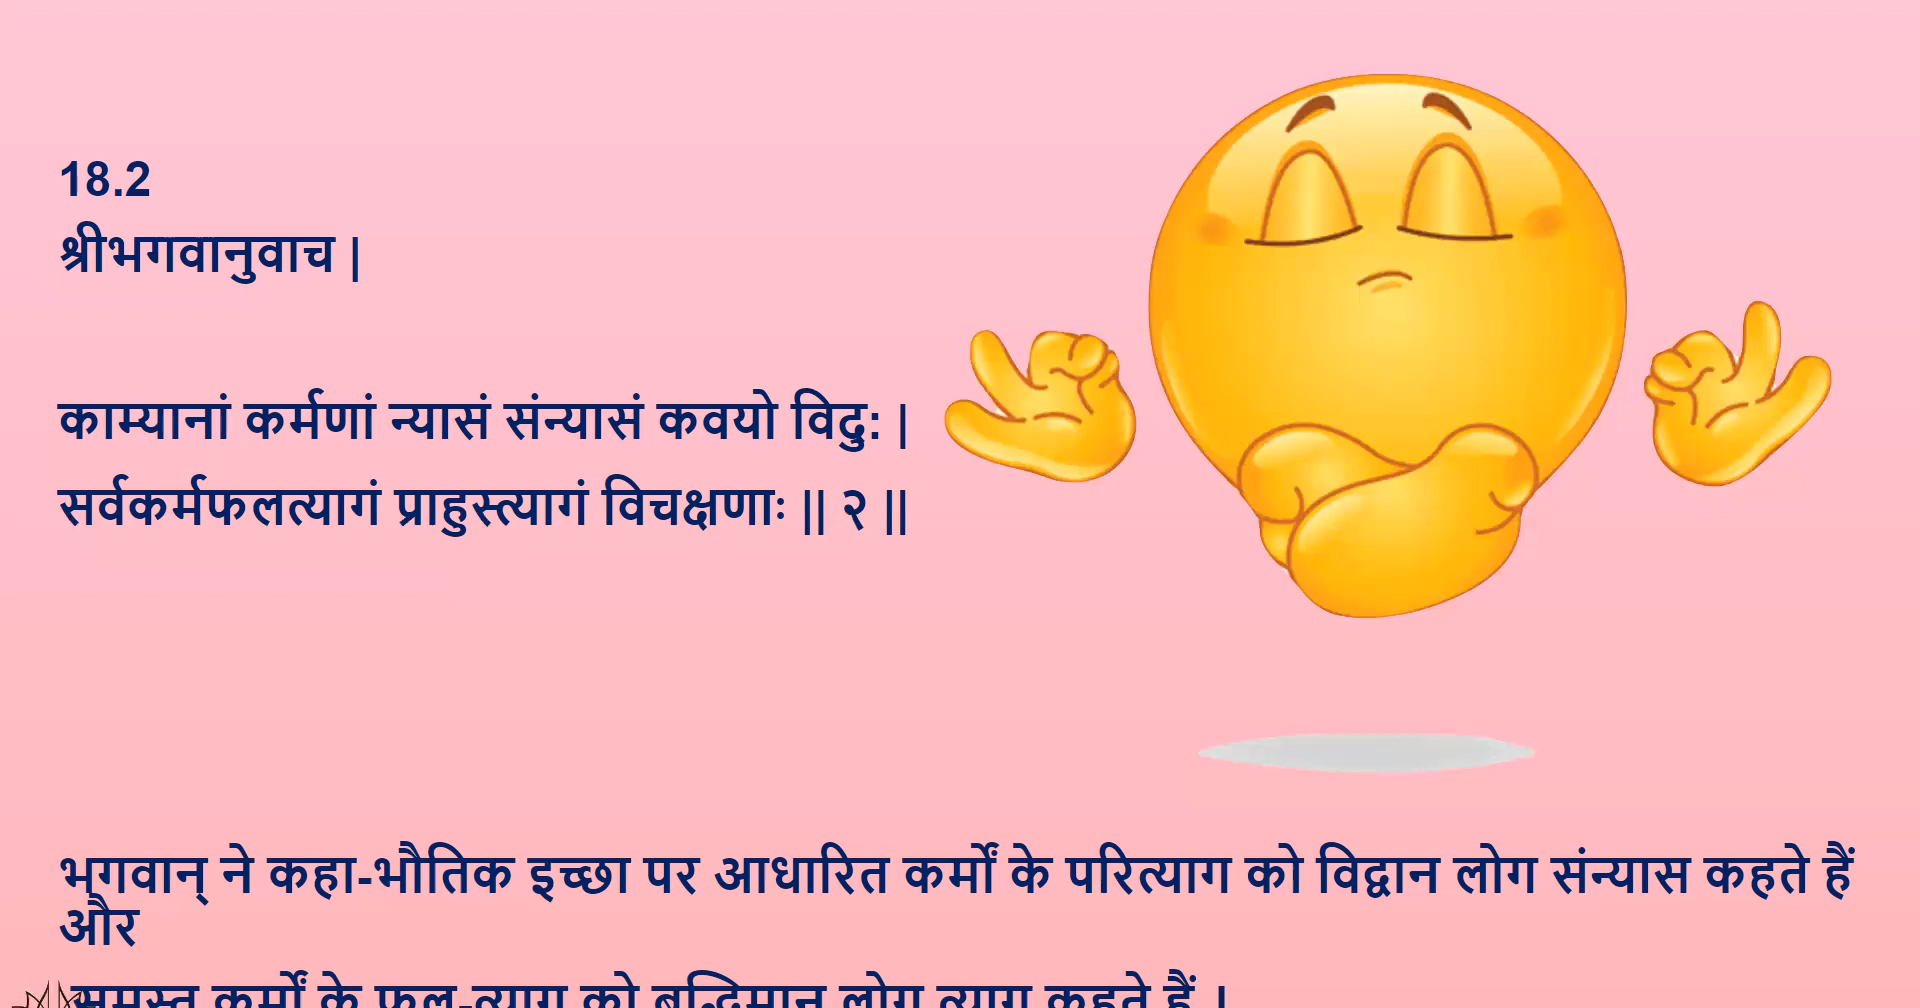 18.2
श्रीभगवानुवाच |
काम्यानां कर्मणां न्यासं संन्यासं कवयो विदुः |
सर्वकर्मफलत्यागं प्राहुस्त्यागं विचक्षणाः || २ ||
भगवान् ने कहा-भौतिक इच्छा पर आधारित कर्मों के परित्याग को विद्वान लोग संन्यास कहते हैं
और
समस्त कर्मों के फल-त्याग को बुद्धिमान लोग त्याग कहते हैं |